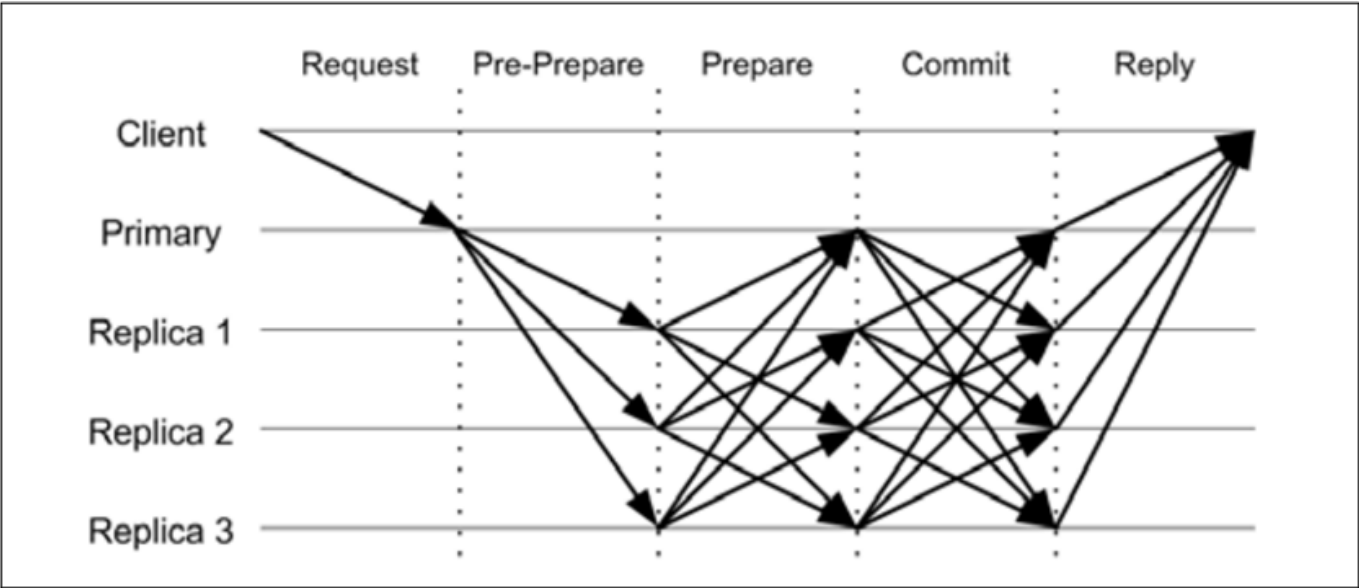 Request Pre-Prepare Prepare Commit Reply
Client
Primary
Replica 1
Replica 2
Replica 3